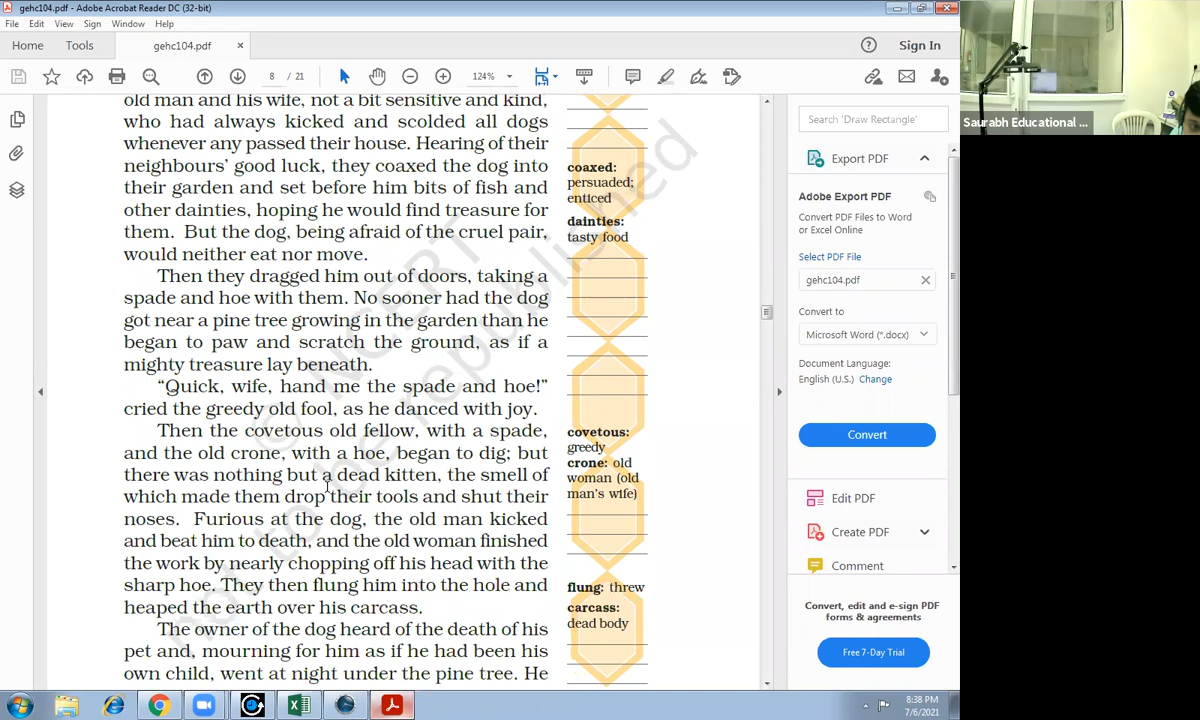 gehc104.pdf - Adobe Acrobat Reader DC (32-bit)
File Edit View Sign Window Help
Home Tools gehc104.pdf × Sign In
8 / 21 124%
old man and his wife, not a bit sensitive and kind,
who had always kicked and scolded all dogs
whenever any passed their house. Hearing of their
neighbours' good luck, they coaxed the dog into
their garden and set before him bits of fish and
other dainties, hoping he would find treasure for
them. But the dog, being afraid of the cruel pair,
would neither eat nor move.
Then they dragged him out of doors, taking a
spade and hoe with them. No sooner had the dog
got near a pine tree growing in the garden than he
began to paw and scratch the ground, as if a
mighty treasure lay beneath.
“Quick, wife, hand me the spade and hoe!”
cried the greedy old fool, as he danced with joy.
Then the covetous old fellow, with a spade,
and the old crone, with a hoe, began to dig; but
there was nothing but a dead kitten, the smell of
which made them drop their tools and shut their
noses. Furious at the dog, the old man kicked
and beat him to death, and the old woman finished
the work by nearly chopping off his head with the
sharp hoe. They then flung him into the hole and
heaped the earth over his carcass.
The owner of the dog heard of the death of his
pet and, mourning for him as if he had been his
own child, went at night under the pine tree. He
coaxed:
persuaded;
enticed
dainties:
tasty food
covetous:
greedy
crone: old
woman (old
man's wife)
flung: threw
carcass:
dead body
© NCERT
not to be republished
Search 'Draw Rectangle'
Export PDF
Adobe Export PDF
Convert PDF Files to Word
or Excel Online
Select PDF File
gehc104.pdf
Convert to
Microsoft Word (*.docx)
Document Language:
English (U.S.) Change
Convert
Edit PDF
Create PDF
Comment
Convert, edit and e-sign PDF
forms & agreements
Free 7-Day Trial
Saurabh Educational ...
8:38 PM
7/6/2021